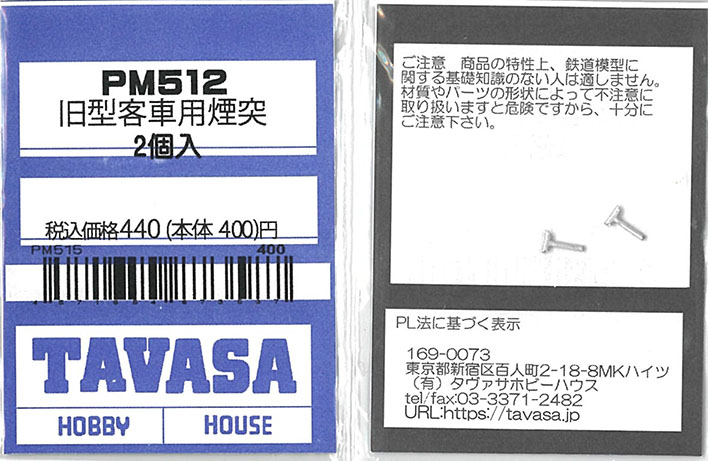 PM512
旧型客車用煙突
2個入
税込価格440 (本体 400)円
PM515 400
TAVASA
HOBBY HOUSE
ご注意 商品の特性上、鉄道模型に
関する基礎知識のない人は適しません。
材質やパーツの形状によって不注意に
取り扱いますと危険ですから、十分に
ご注意下さい。
PL法に基づく表示
169-0073
東京都新宿区百人町2-18-8MKハイツ
（有）タヴァサホビーハウス
tel/fax:03-3371-2482
URL:https://tavasa.jp